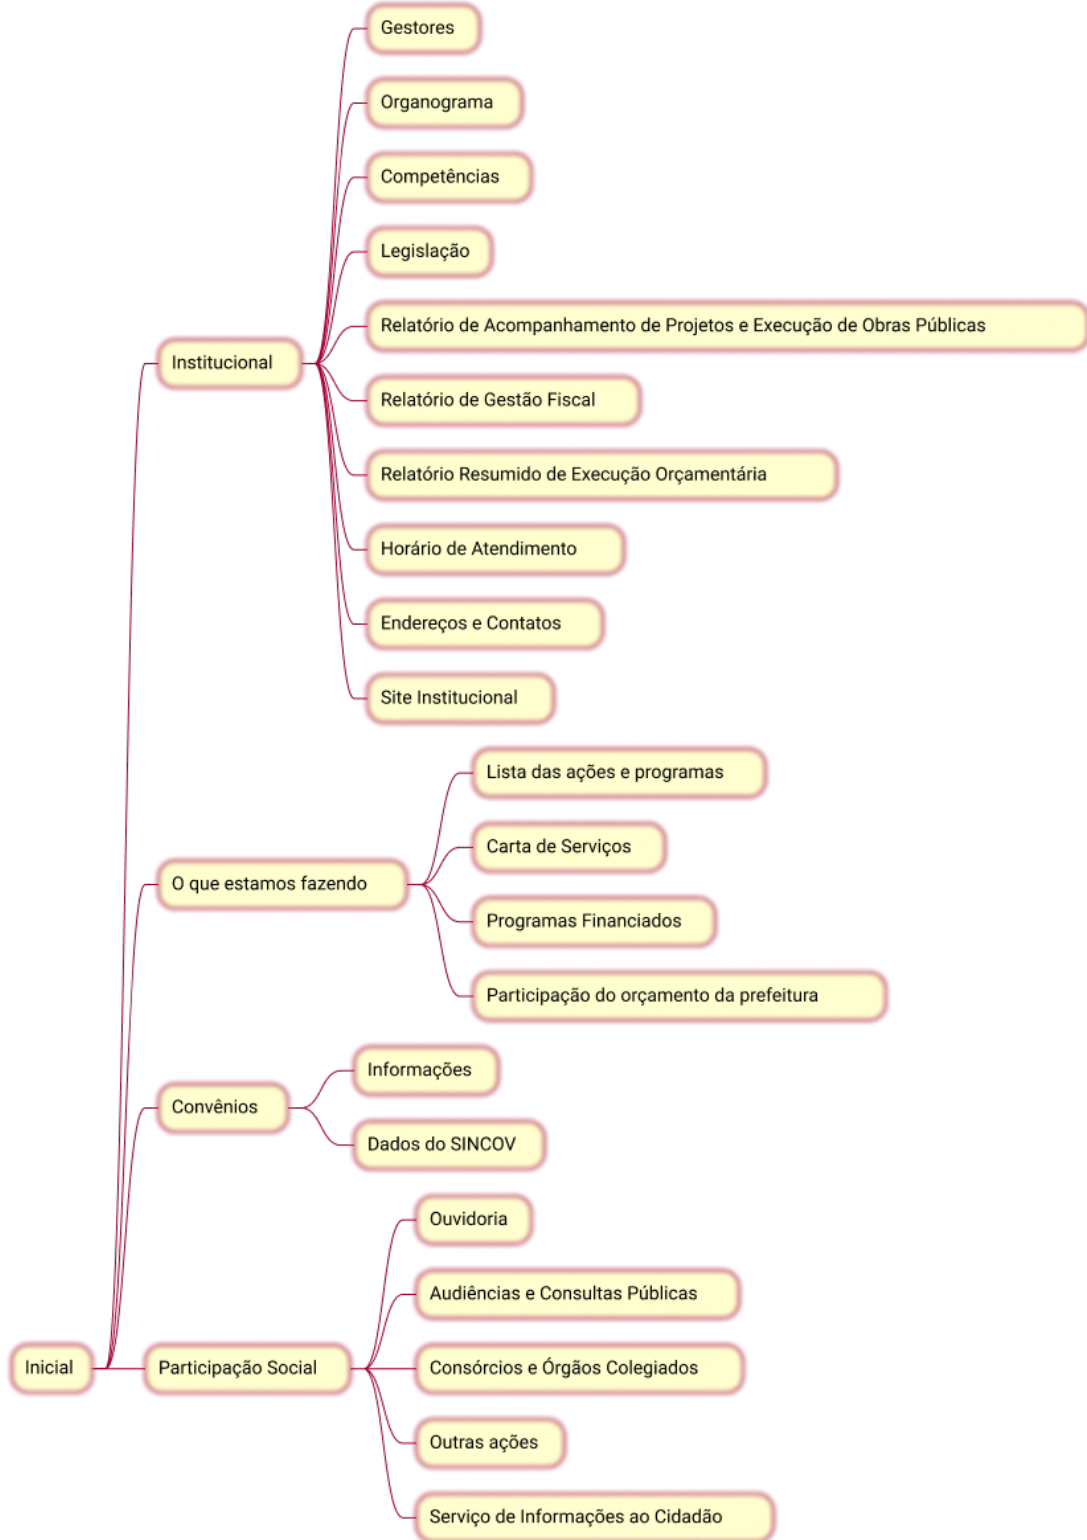 Gestores
Organograma
Competências
Legislação
Relatório de Acompanhamento de Projetos e Execução de Obras Públicas
Institucional
Relatório de Gestão Fiscal
Relatório Resumido de Execução Orçamentária
Horário de Atendimento
Endereços e Contatos
Site Institucional
Lista das ações e programas
Carta de Serviços
O que estamos fazendo
Programas Financiados
Participação do orçamento da prefeitura
Informações
Convênios
Dados do SINCOV
Ouvidoria
Audiências e Consultas Públicas
Inicial
Participação Social
Consórcios e Órgãos Colegiados
Outras ações
Serviço de Informações ao Cidadão